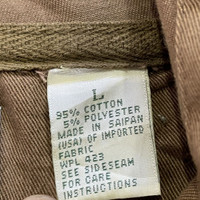 L
95% COTTON
5% POLYESTER
MADE IN SAIPAN
(USA) OF IMPORTED
FABRIC
WPL 423
SEE SIDESEAM
FOR CARE
INSTRUCTIONS